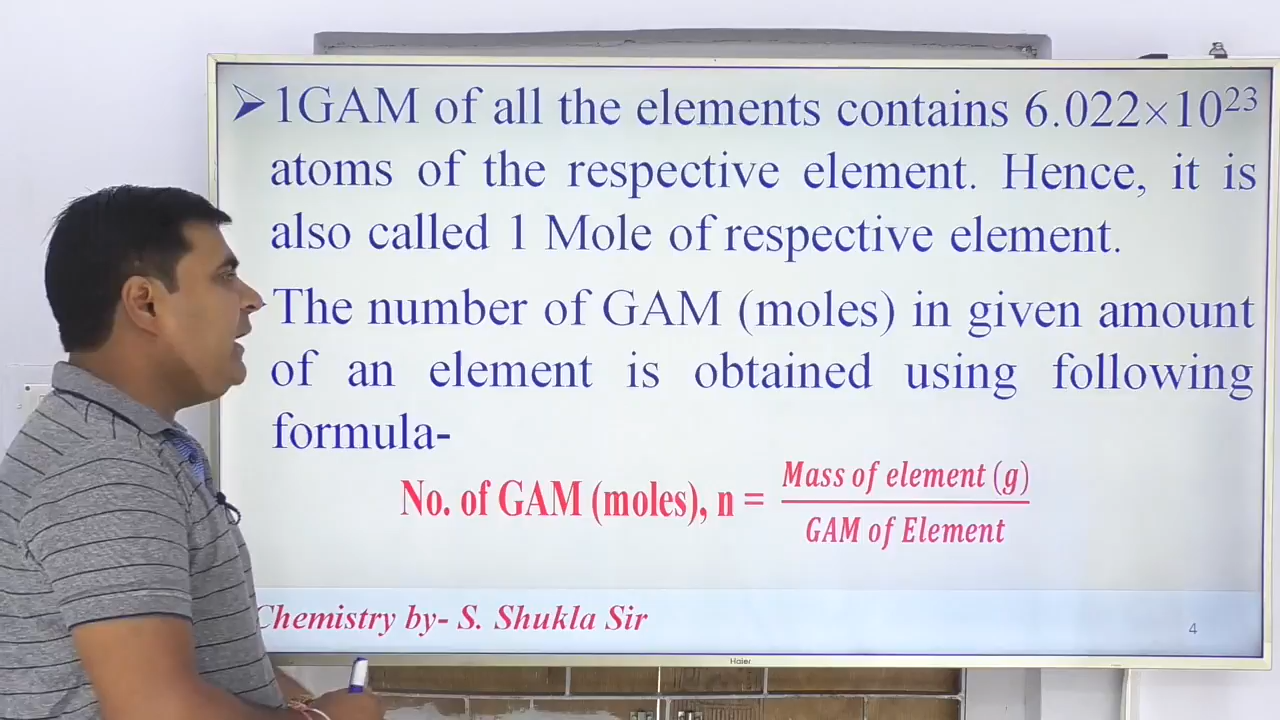 ➢1GAM of all the elements contains 6.022×10²³
atoms of the respective element. Hence, it is
also called 1 Mole of respective element.
The number of GAM (moles) in given amount
of an element is obtained using following
formula-
No. of GAM (moles), n = Mass of element (g)
GAM of Element
Chemistry by- S. Shukla Sir
4
Haier